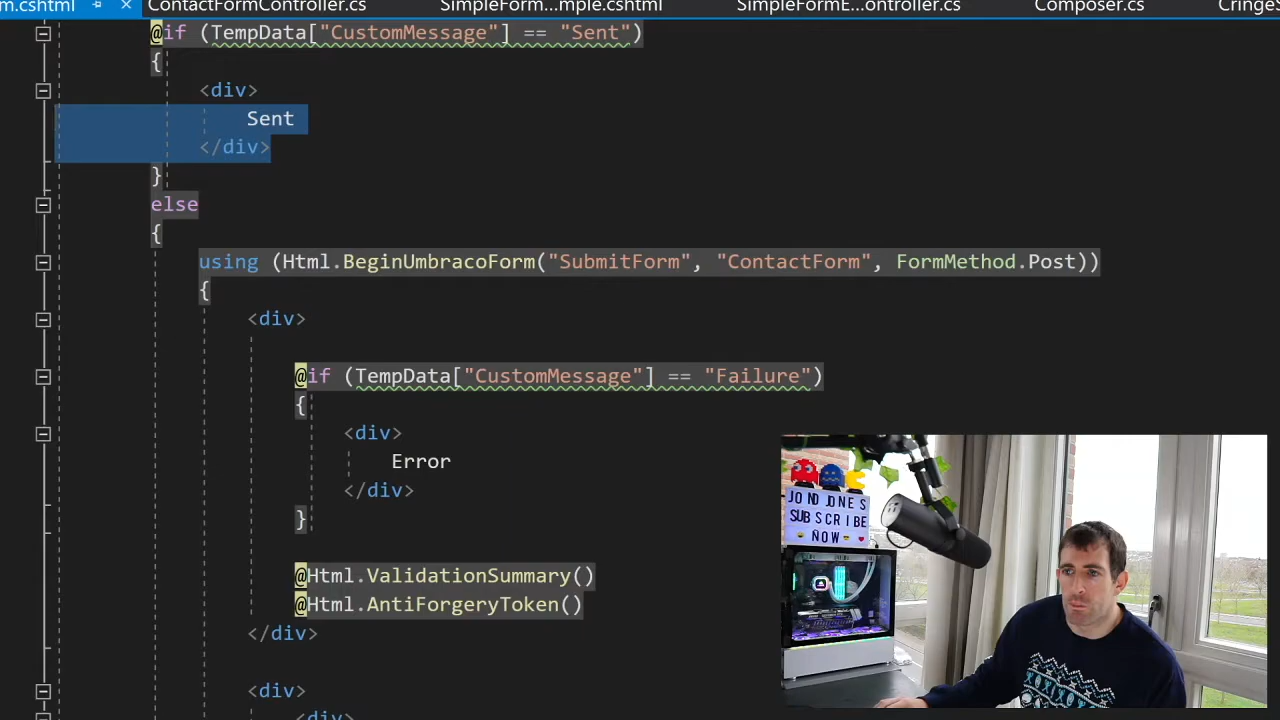 m.cshtml
ContactFormController.cs
SimpleForm...mple.cshtml
SimpleFormE...ontroller.cs
Composer.cs
CringeS
@if (TempData["CustomMessage"] == "Sent")
{
<div>
Sent
</div>
}
else
{
using (Html.BeginUmbracoForm("SubmitForm", "ContactForm", FormMethod.Post))
{
<div>
@if (TempData["CustomMessage"] == "Failure")
{
<div>
Error
</div>
}
@Html.ValidationSummary()
@Html.AntiForgeryToken()
</div>
<div>
<div>
JOND JONES
SUBSCRIBE
NOW